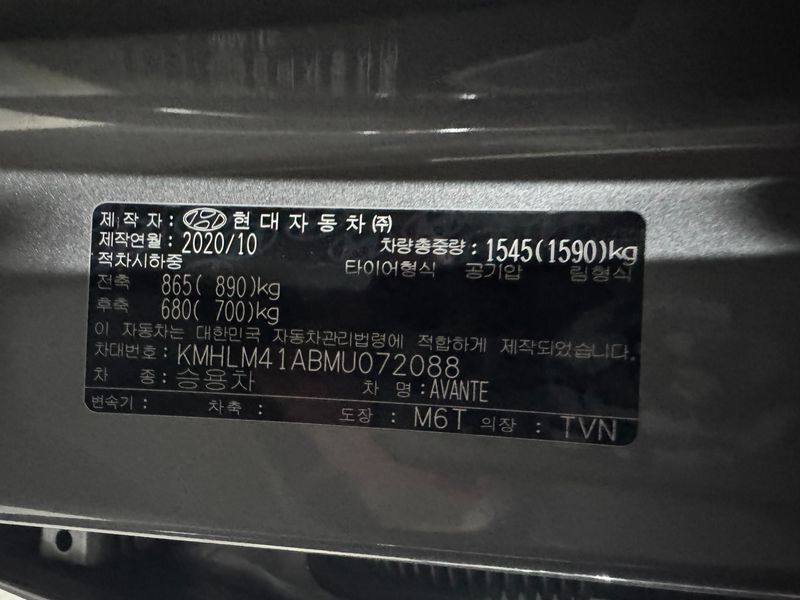 제 작 자 : 현대자동차㈜
제작연월 : 2020/10 차량총중량 : 1545(1590)kg
적차시하중 타이어형식 공기압 림형식
전축 865( 890)kg
후축 680( 700)kg
이 자동차는 대한민국 자동차관리법령에 적합하게 제작되었습니다.
차대번호 : KMHLM41ABMU072088
차 종 : 승용차 차 명 : AVANTE
변속기 : 차축 : 도장 : M6T 의장 : TVN